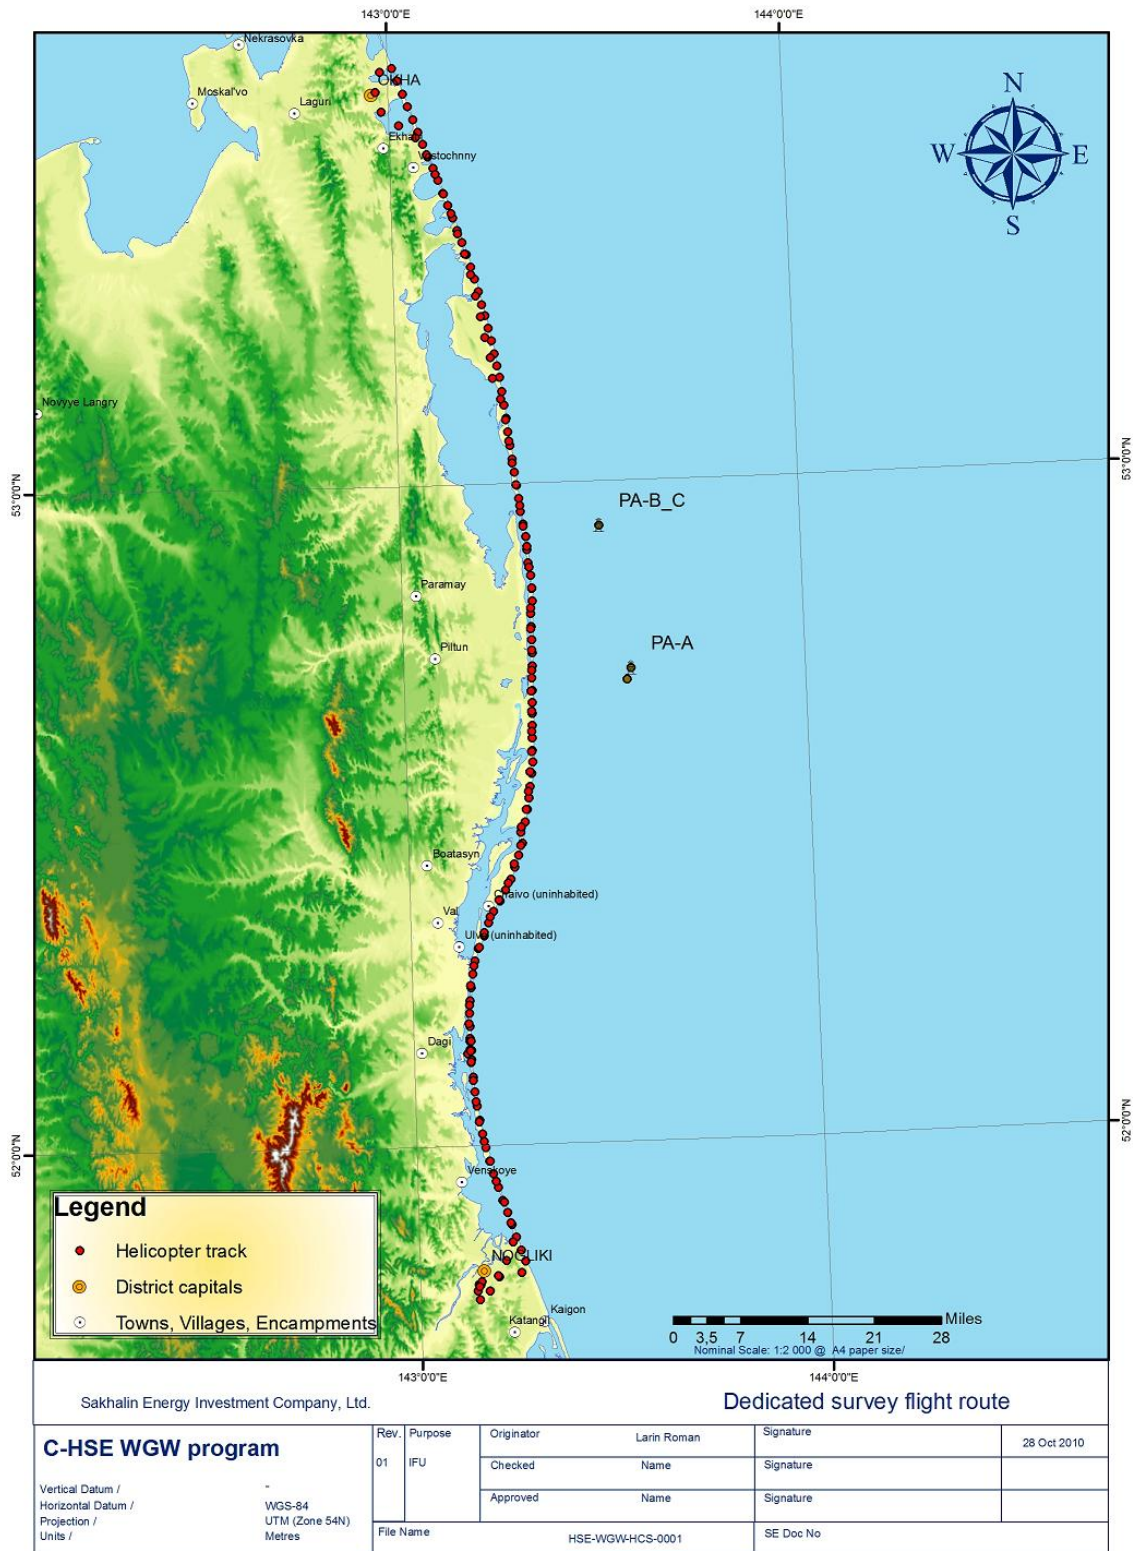 143°0'0"E
144°0'0"E
Nekrasovka
N
OKHA
Moskal'vo
Laguri
Ekhabi
W
E
Vostochnny
S
Novyye Langry
53°0'0"N
53°0'0"N
PA-B_C
Paramay
PA-A
Piltun
Boatasyn
Chaivo (uninhabited)
Val
Ulvo (uninhabited)
Dagi
52°0'0"N
52°0'0"N
Venskoye
Legend
Helicopter track
District capitals
Towns, Villages, Encampments
NOGLIKI
Kaigon
Katangli
Miles
0 3,5 7 14 21 28
Nominal Scale: 1:2 000 @ A4 paper size/
143°0'0"E
144°0'0"E
Sakhalin Energy Investment Company, Ltd.
Dedicated survey flight route
C-HSE WGW program
Rev. Purpose
01 IFU
Originator Larin Roman Signature 28 Oct 2010
Checked Name Signature
Approved Name Signature
Vertical Datum / -
Horizontal Datum / WGS-84
Projection / UTM (Zone 54N)
Units / Metres
File Name HSE-WGW-HCS-0001 SE Doc No